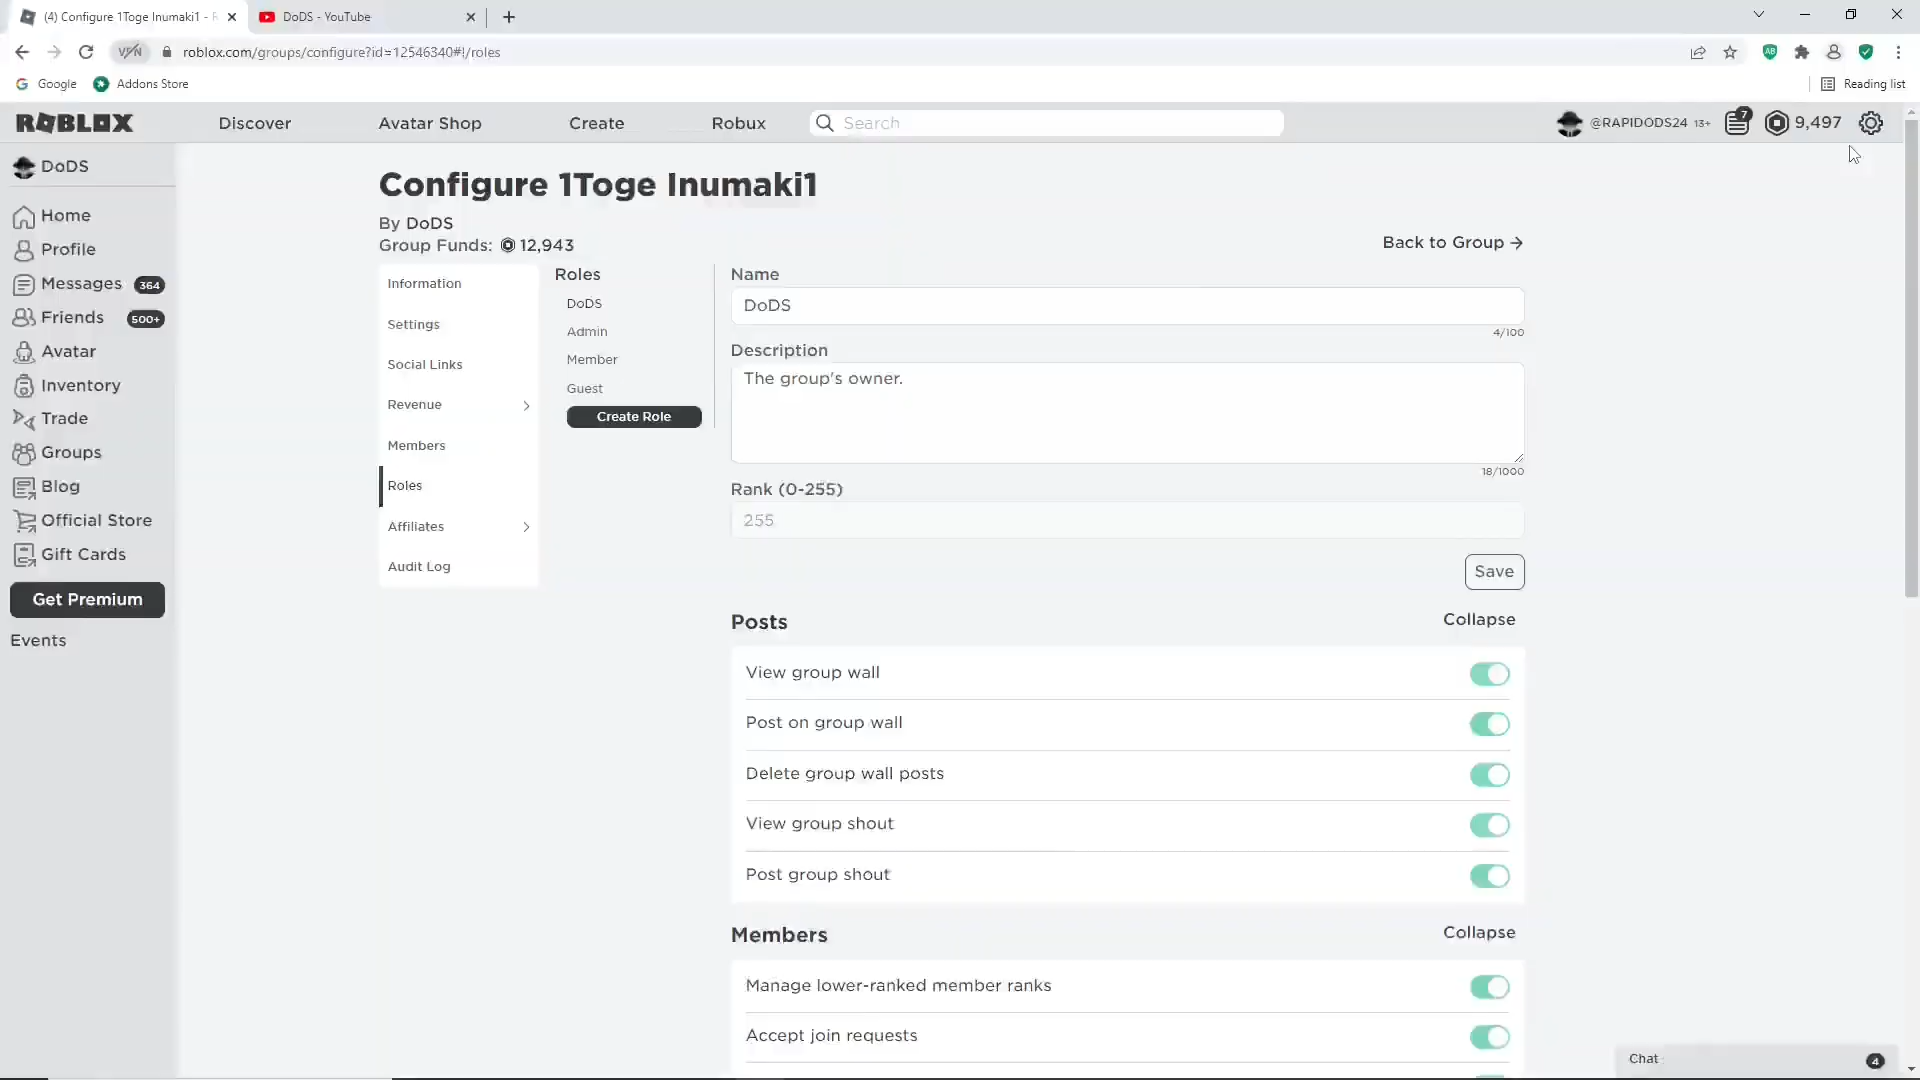 (4) Configure 1Toge Inumaki1 - R
DoDS - YouTube
VPN
roblox.com/groups/configure?id=12546340#!/roles
Google
Addons Store
Reading list
ROBLOX
Discover
Avatar Shop
Create
Robux
Search
@RAPIDODS24 13+
7
9,497
DoDS
Home
Profile
Messages 364
Friends 500+
Avatar
Inventory
Trade
Groups
Blog
Official Store
Gift Cards
Get Premium
Events
Configure 1Toge Inumaki1
By DoDS
Group Funds: 12,943
Back to Group →
Information
Settings
Social Links
Revenue
Members
Roles
Affiliates
Audit Log
Roles
DoDS
Admin
Member
Guest
Create Role
Name
DoDS
4/100
Description
The group's owner.
18/1000
Rank (0-255)
255
Save
Posts
Collapse
View group wall
Post on group wall
Delete group wall posts
View group shout
Post group shout
Members
Collapse
Manage lower-ranked member ranks
Accept join requests
Chat
4